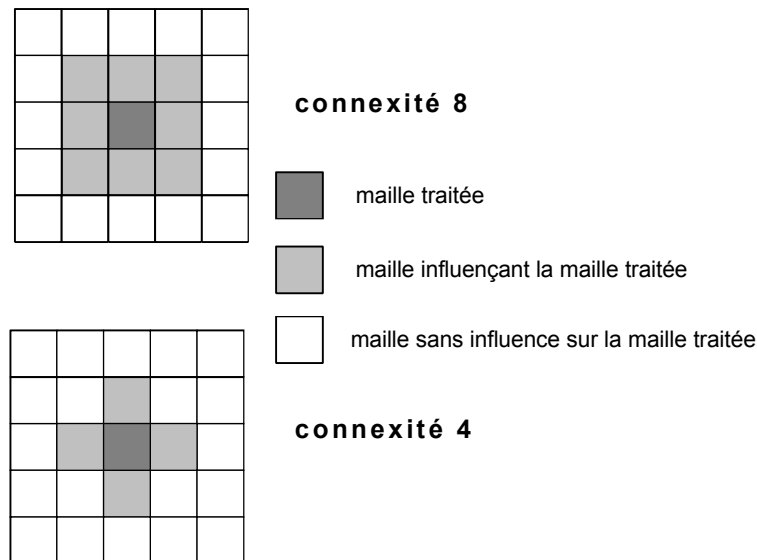 connexité 8
maille traitée
maille influençant la maille traitée
maille sans influence sur la maille traitée
connexité 4